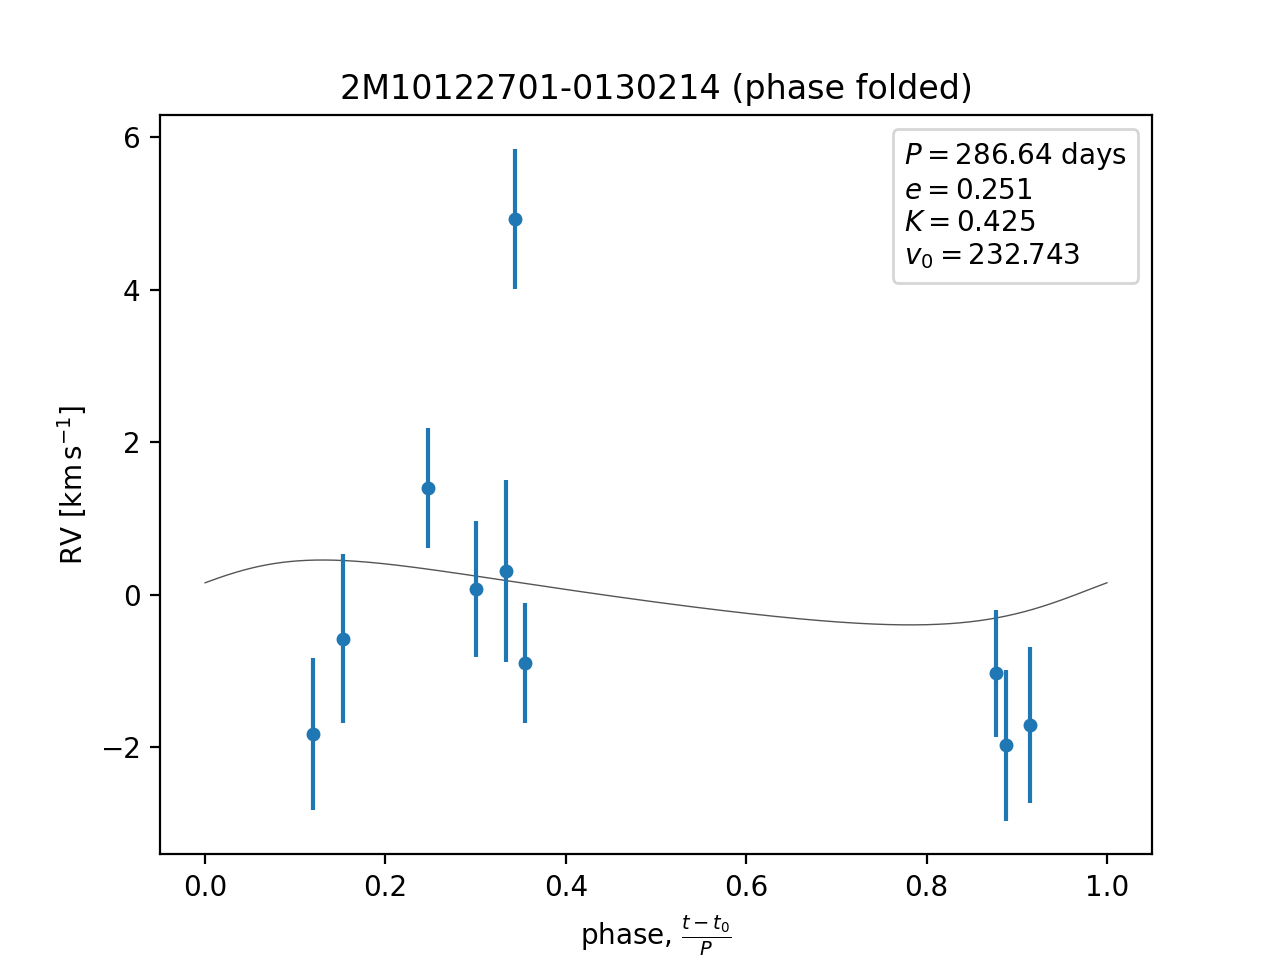 2M10122701-0130214 (phase folded)
P = 286.64 days
e = 0.251
K = 0.425
v₀ = 232.743
6
4
2
0
−2
RV [km s⁻¹]
0.0 0.2 0.4 0.6 0.8 1.0
phase, (t − t₀)/P